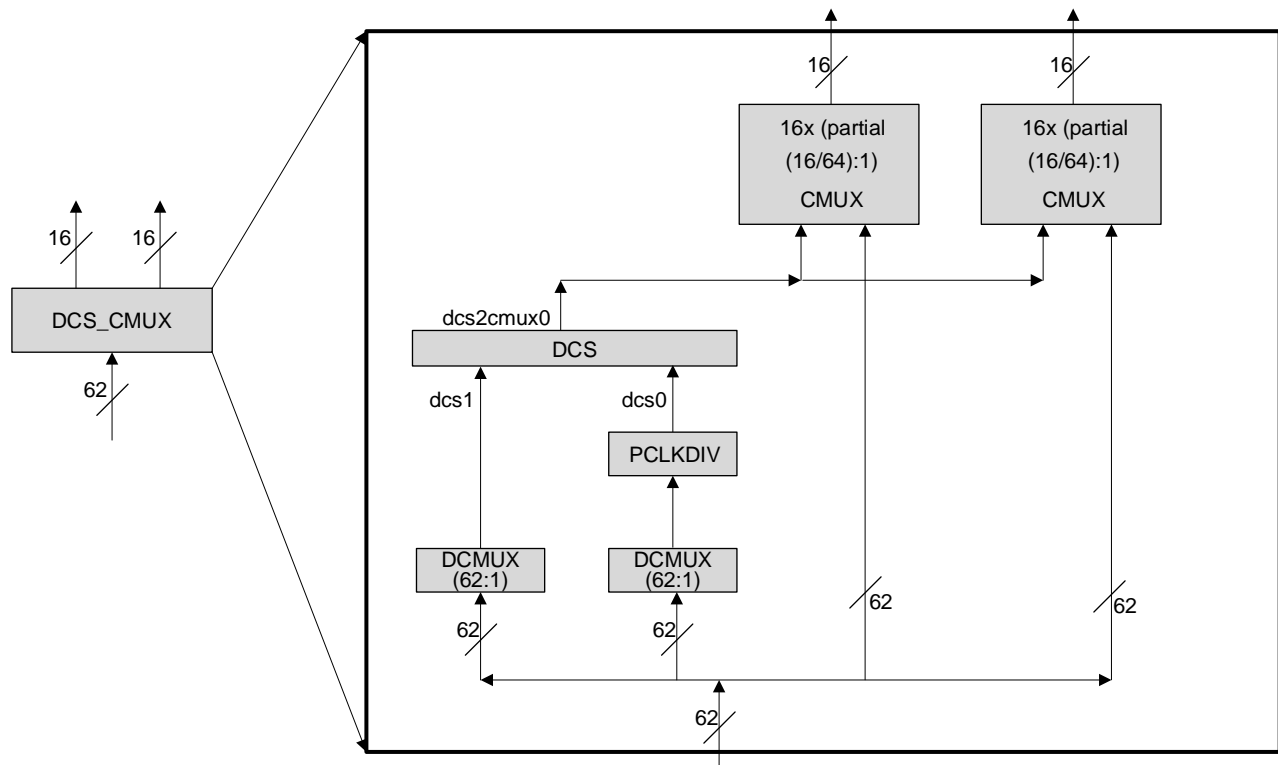 16
16
16x (partial
(16/64):1)
CMUX
16x (partial
(16/64):1)
CMUX
16
16
DCS_CMUX
62
dcs2cmux0
DCS
dcs1
dcs0
PCLKDIV
DCMUX
(62:1)
DCMUX
(62:1)
62
62
62
62
62